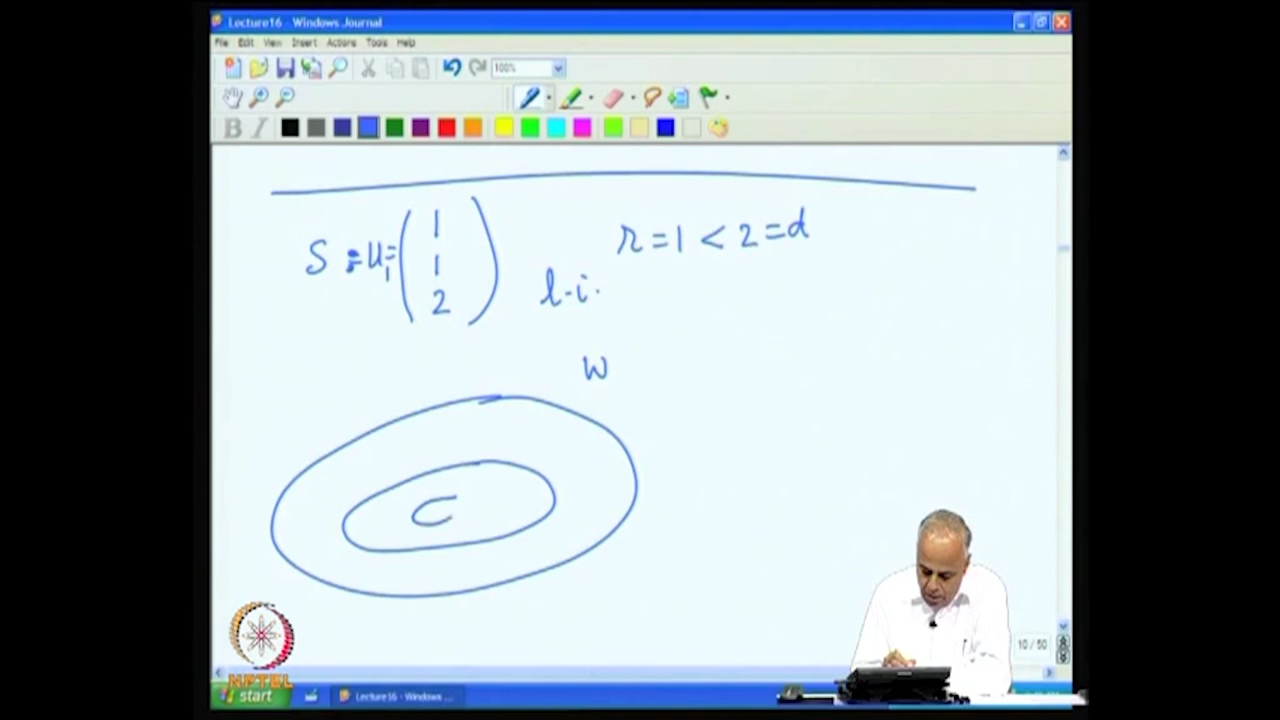 Lecture16 - Windows Journal
File Edit View Insert Actions Tools Help
100%
B I
S := u₁ = (1 1 2) r = 1 < 2 = d
l.i.
W
C
10 / 50
NPTEL
start Lecture16 - Windows ...